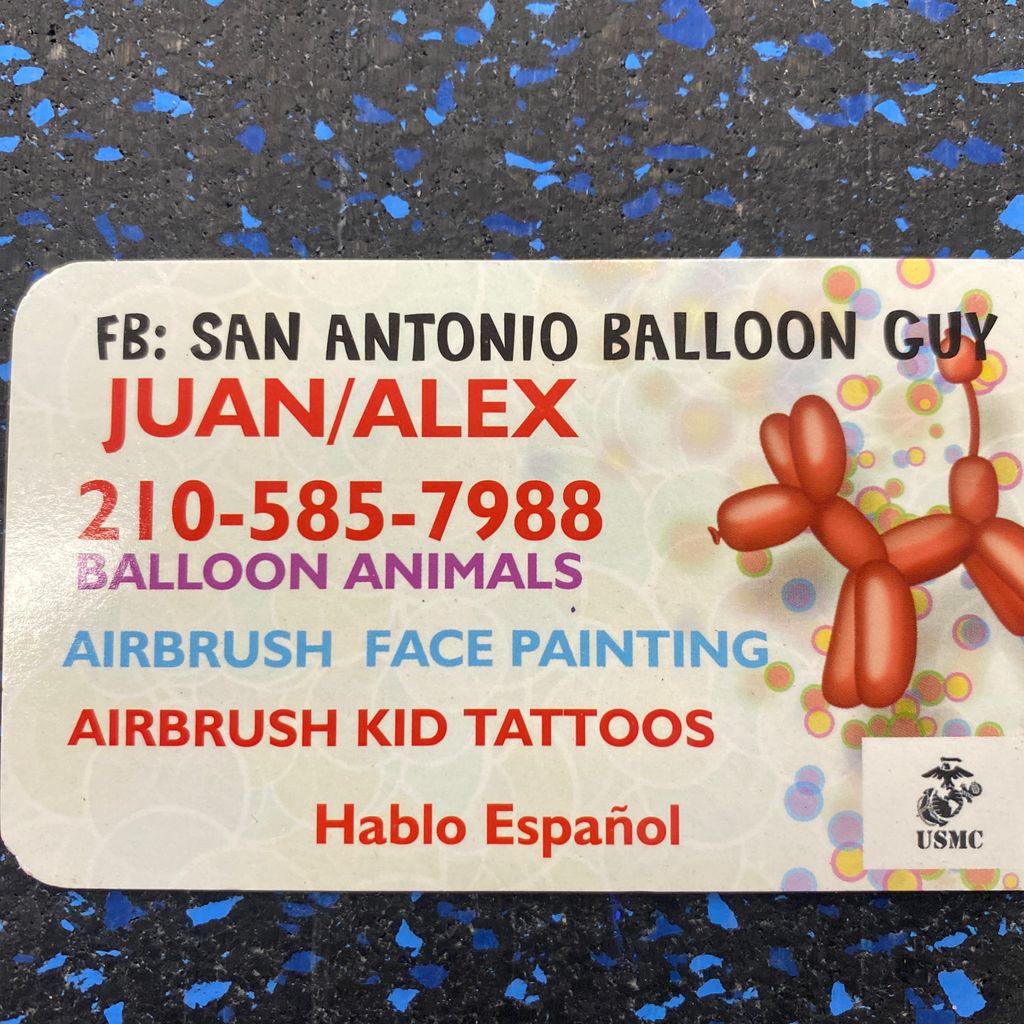 FB: SAN ANTONIO BALLOON GUY
JUAN/ALEX
210-585-7988
BALLOON ANIMALS
AIRBRUSH FACE PAINTING
AIRBRUSH KID TATTOOS
Hablo Español
USMC